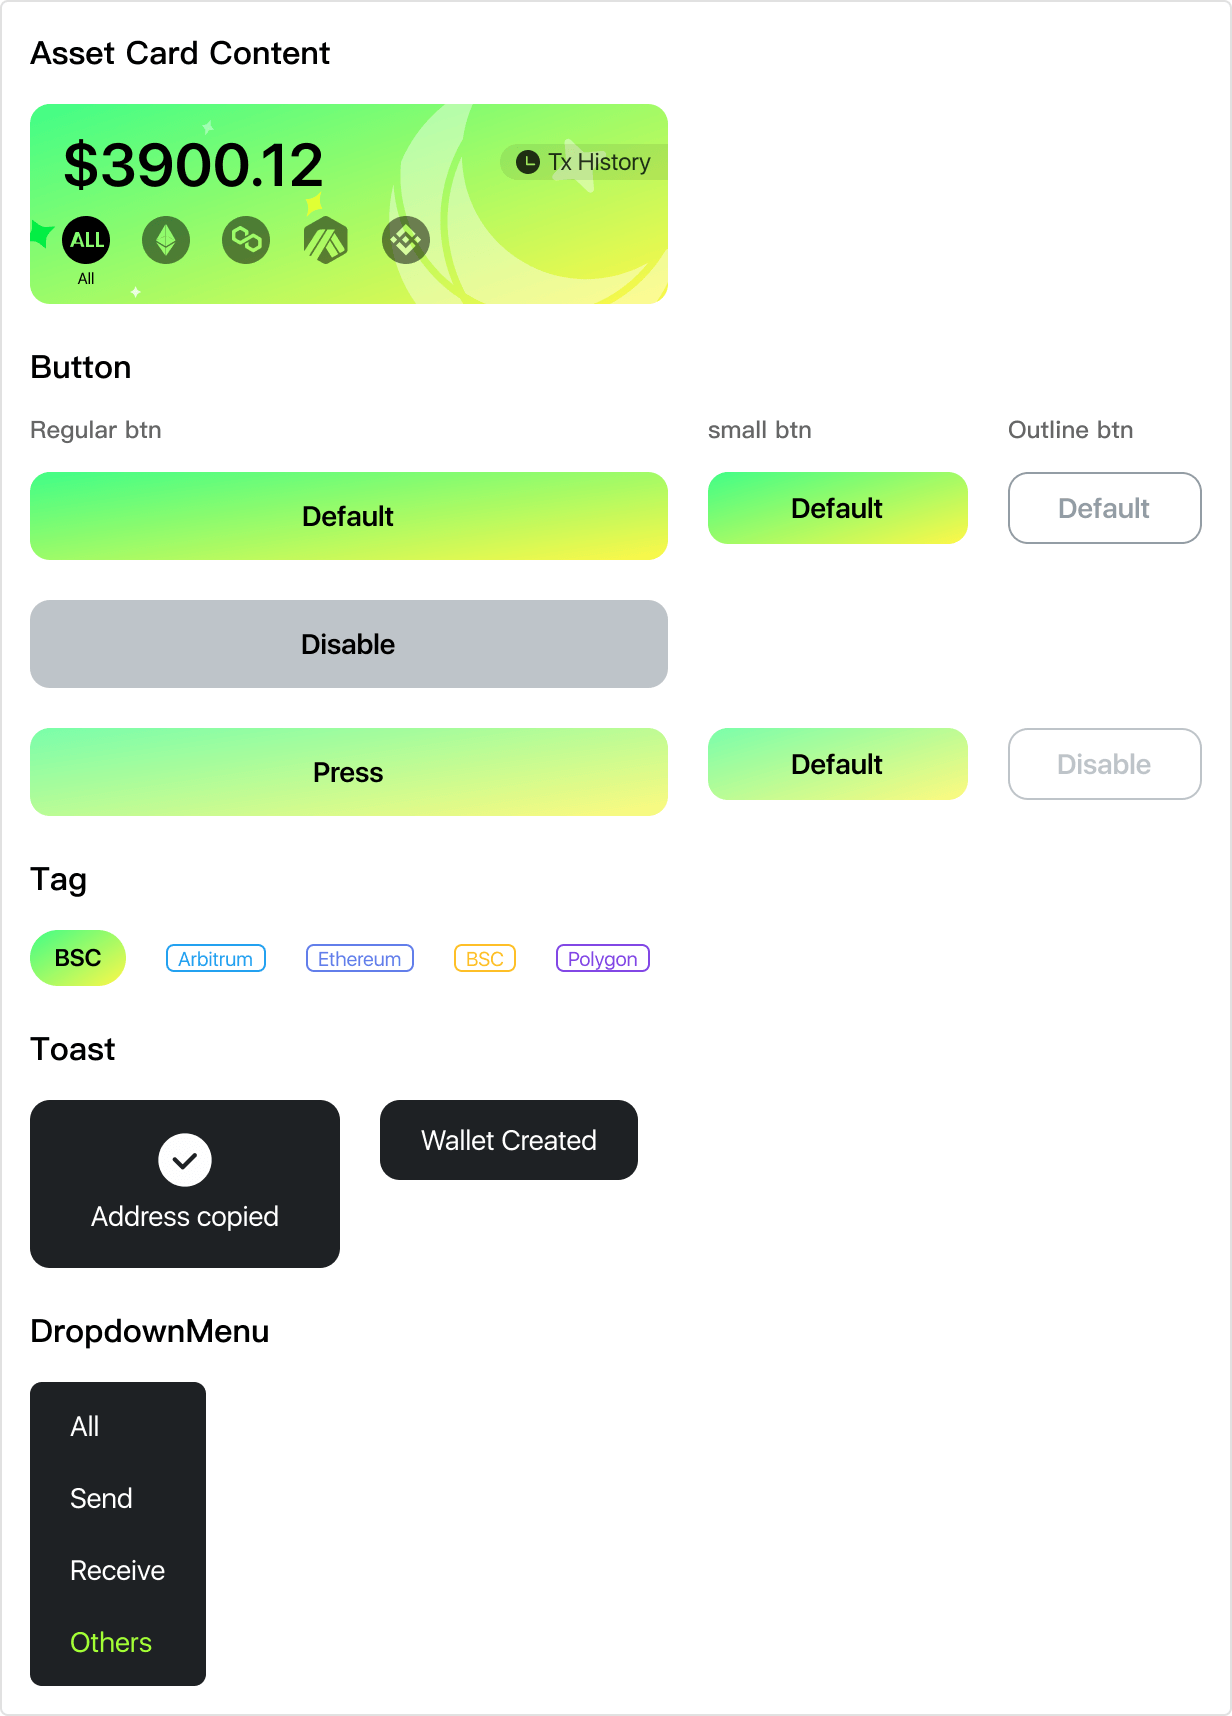 Asset Card Content
$3900.12
Tx History
ALL
All
Button
Regular btn
small btn
Outline btn
Default
Default
Default
Disable
Press
Default
Disable
Tag
BSC
Arbitrum
Ethereum
BSC
Polygon
Toast
Address copied
Wallet Created
DropdownMenu
All
Send
Receive
Others